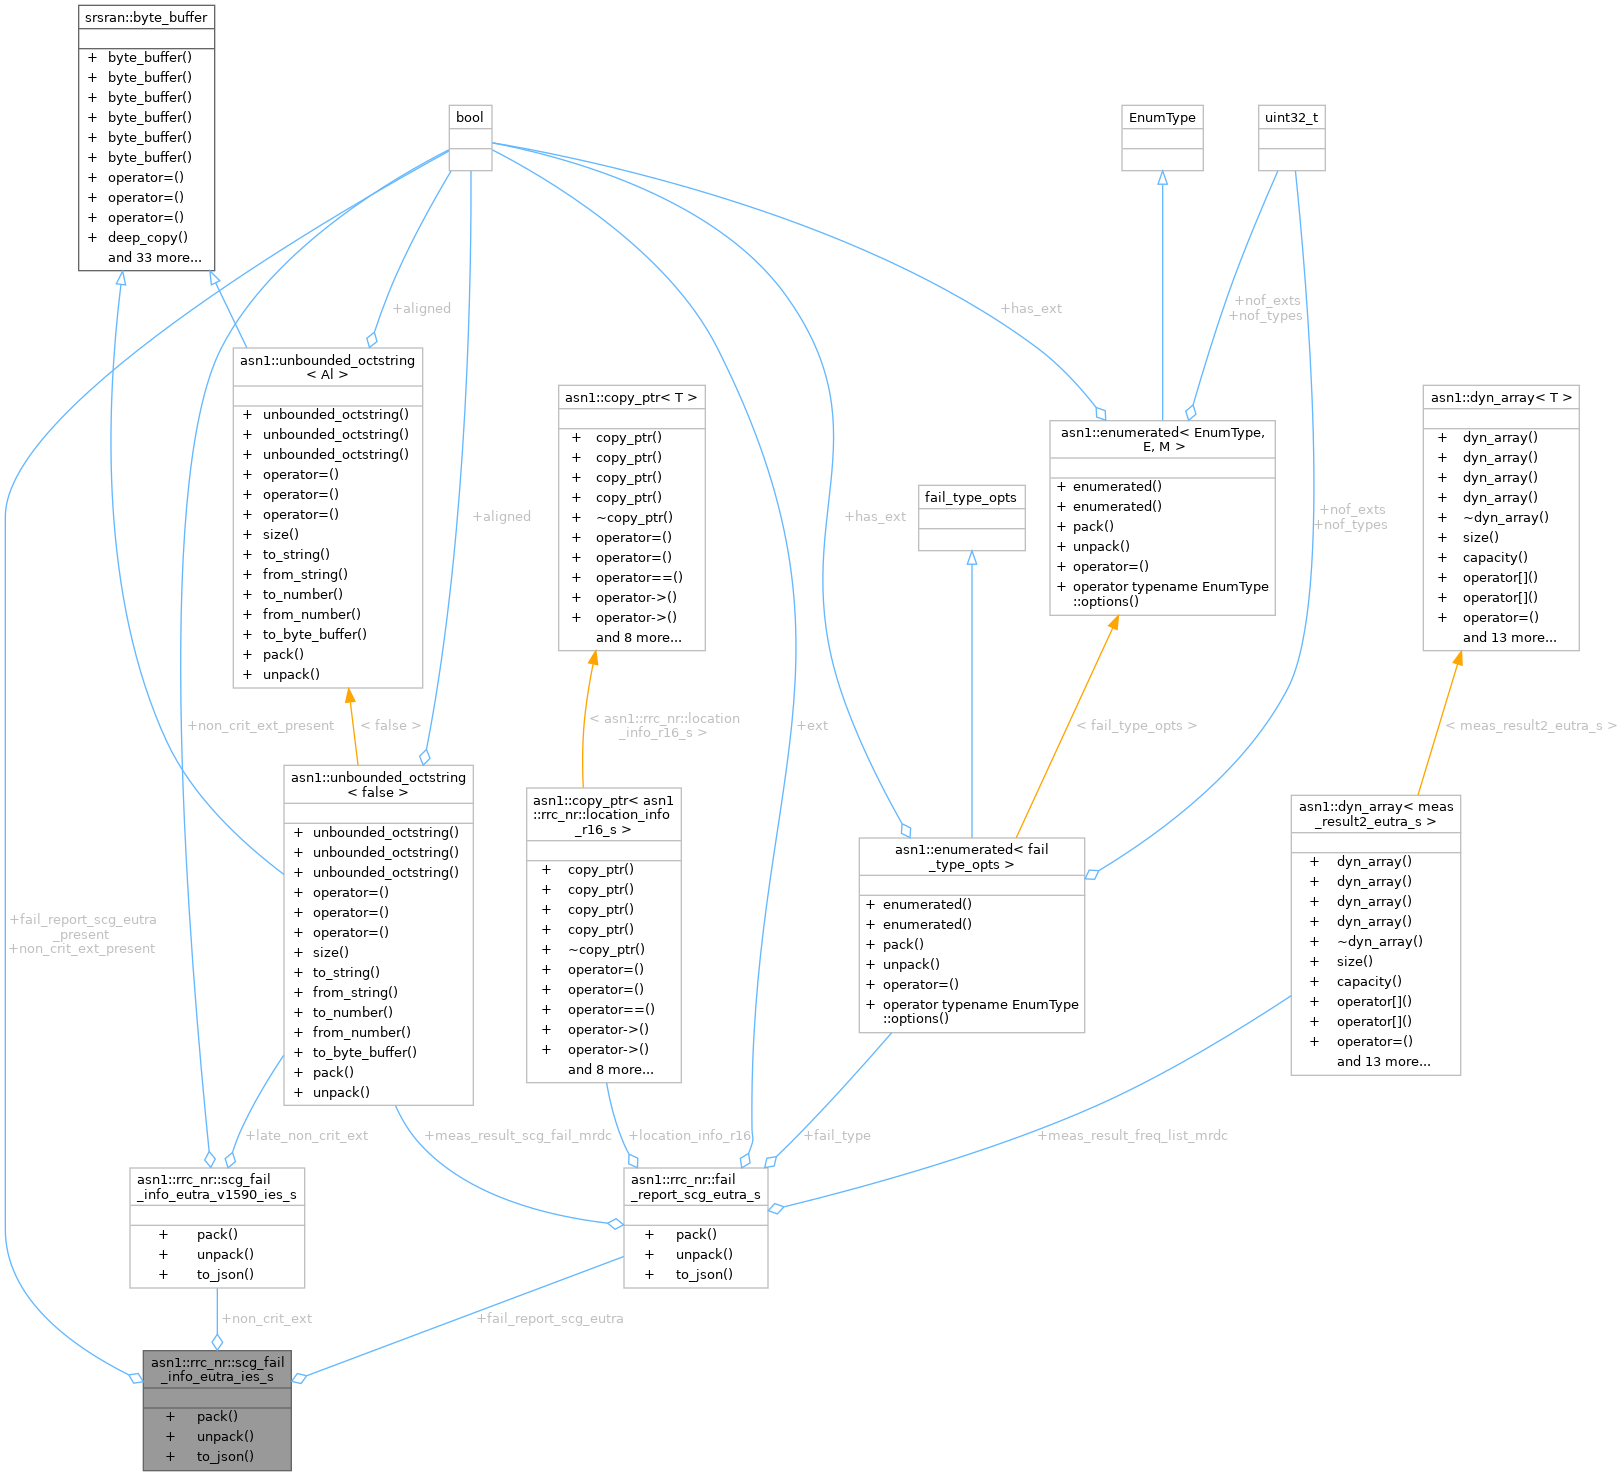 srsran::byte_buffer
+ byte_buffer()
+ byte_buffer()
+ byte_buffer()
+ byte_buffer()
+ byte_buffer()
+ byte_buffer()
+ operator=()
+ operator=()
+ operator=()
+ deep_copy()
and 33 more...
bool
EnumType
uint32_t
+aligned
+has_ext
+nof_exts
+nof_types
asn1::unbounded_octstring
< Al >
+ unbounded_octstring()
+ unbounded_octstring()
+ unbounded_octstring()
+ operator=()
+ operator=()
+ operator=()
+ size()
+ to_string()
+ from_string()
+ to_number()
+ from_number()
+ to_byte_buffer()
+ pack()
+ unpack()
+aligned
asn1::copy_ptr< T >
+ copy_ptr()
+ copy_ptr()
+ copy_ptr()
+ copy_ptr()
+ ~copy_ptr()
+ operator=()
+ operator=()
+ operator==()
+ operator->()
+ operator->()
and 8 more...
+has_ext
fail_type_opts
asn1::enumerated< EnumType,
E, M >
+ enumerated()
+ enumerated()
+ pack()
+ unpack()
+ operator=()
+ operator typename EnumType
::options()
+nof_exts
+nof_types
asn1::dyn_array< T >
+ dyn_array()
+ dyn_array()
+ dyn_array()
+ dyn_array()
+ ~dyn_array()
+ size()
+ capacity()
+ operator[]()
+ operator[]()
+ operator=()
and 13 more...
+non_crit_ext_present
< false >
< asn1::rrc_nr::location
_info_r16_s >
+ext
< fail_type_opts >
< meas_result2_eutra_s >
+fail_report_scg_eutra
_present
+non_crit_ext_present
asn1::unbounded_octstring
< false >
+ unbounded_octstring()
+ unbounded_octstring()
+ unbounded_octstring()
+ operator=()
+ operator=()
+ operator=()
+ size()
+ to_string()
+ from_string()
+ to_number()
+ from_number()
+ to_byte_buffer()
+ pack()
+ unpack()
asn1::copy_ptr< asn1
::rrc_nr::location_info
_r16_s >
+ copy_ptr()
+ copy_ptr()
+ copy_ptr()
+ copy_ptr()
+ ~copy_ptr()
+ operator=()
+ operator=()
+ operator==()
+ operator->()
+ operator->()
and 8 more...
asn1::enumerated< fail
_type_opts >
+ enumerated()
+ enumerated()
+ pack()
+ unpack()
+ operator=()
+ operator typename EnumType
::options()
asn1::dyn_array< meas
_result2_eutra_s >
+ dyn_array()
+ dyn_array()
+ dyn_array()
+ dyn_array()
+ ~dyn_array()
+ size()
+ capacity()
+ operator[]()
+ operator[]()
+ operator=()
and 13 more...
+late_non_crit_ext
+meas_result_scg_fail_mrdc
+location_info_r16
+fail_type
+meas_result_freq_list_mrdc
asn1::rrc_nr::scg_fail
_info_eutra_v1590_ies_s
+ pack()
+ unpack()
+ to_json()
asn1::rrc_nr::fail
_report_scg_eutra_s
+ pack()
+ unpack()
+ to_json()
+non_crit_ext
+fail_report_scg_eutra
asn1::rrc_nr::scg_fail
_info_eutra_ies_s
+ pack()
+ unpack()
+ to_json()